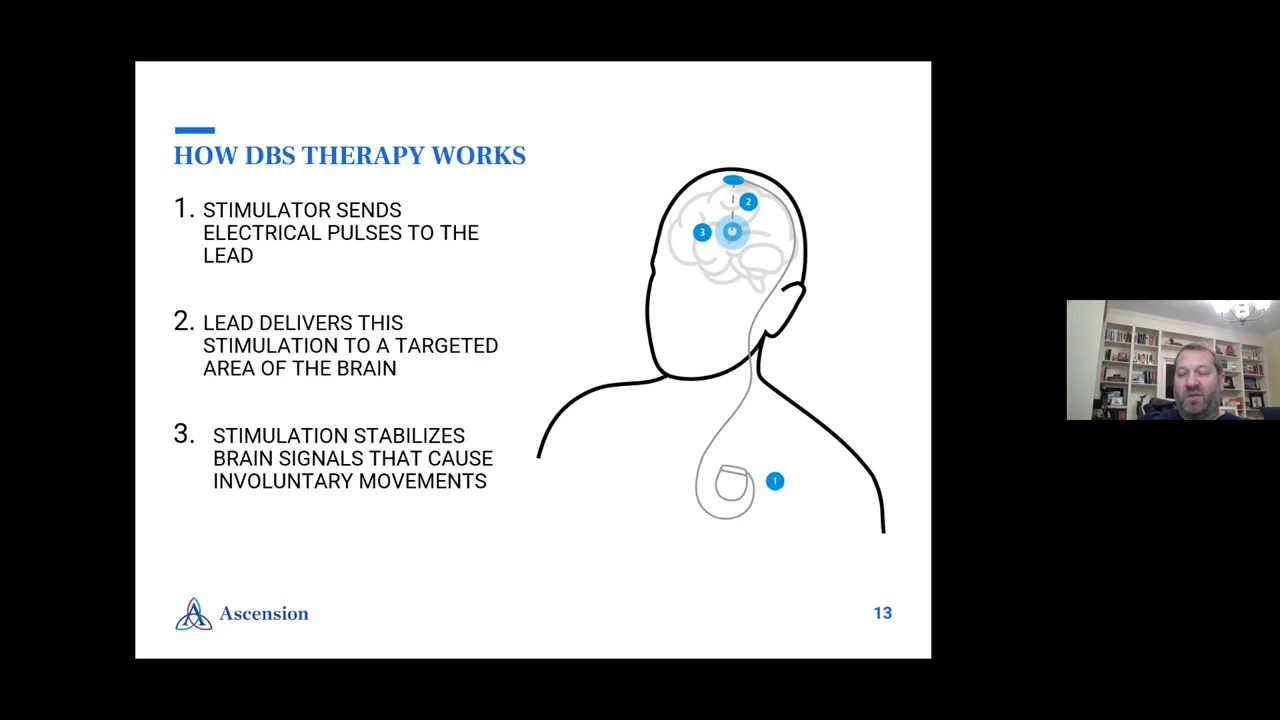 HOW DBS THERAPY WORKS
1. STIMULATOR SENDS
ELECTRICAL PULSES TO THE
LEAD
2. LEAD DELIVERS THIS
STIMULATION TO A TARGETED
AREA OF THE BRAIN
3. STIMULATION STABILIZES
BRAIN SIGNALS THAT CAUSE
INVOLUNTARY MOVEMENTS
2
3
1
Ascension
13